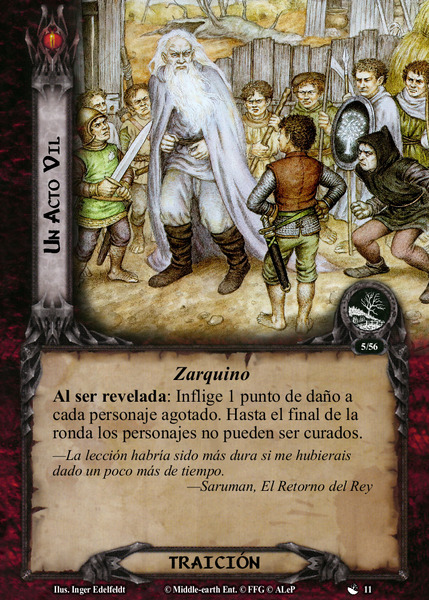 Un Acto Vil
5/56
Zarquino
Al ser revelada: Inflige 1 punto de daño a
cada personaje agotado. Hasta el final de la
ronda los personajes no pueden ser curados.
—La lección habría sido más dura si me hubierais
dado un poco más de tiempo.
—Saruman, El Retorno del Rey
TRAICIÓN
Ilus. Inger Edelfeldt
© Middle-earth Ent. © FFG © ALeP
11